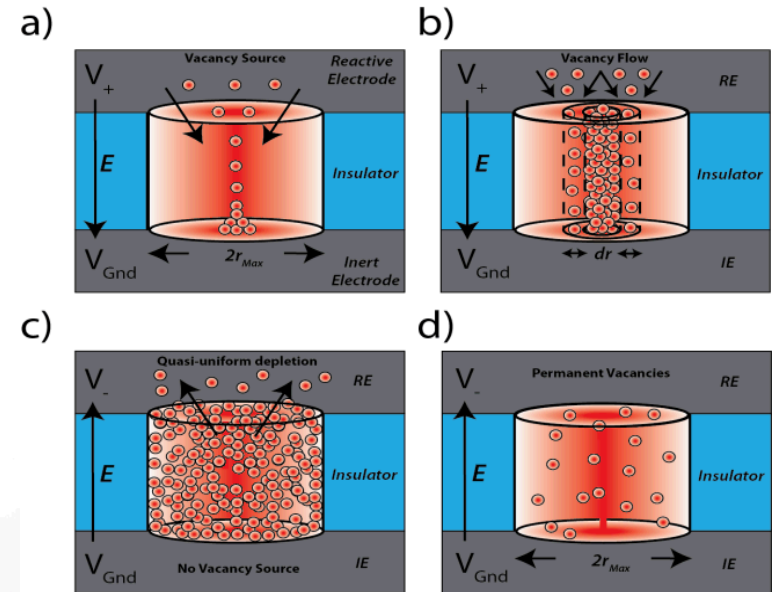 a)
Vacancy Source
Reactive
Electrode
V+
E
Insulator
VGnd
2rMax
Inert
Electrode
b)
Vacancy Flow
RE
V+
E
Insulator
VGnd
dr
IE
c)
Quasi-uniform depletion
RE
V-
E
Insulator
VGnd
No Vacancy Source
IE
d)
Permanent Vacancies
RE
V-
E
Insulator
VGnd
2rMax
IE